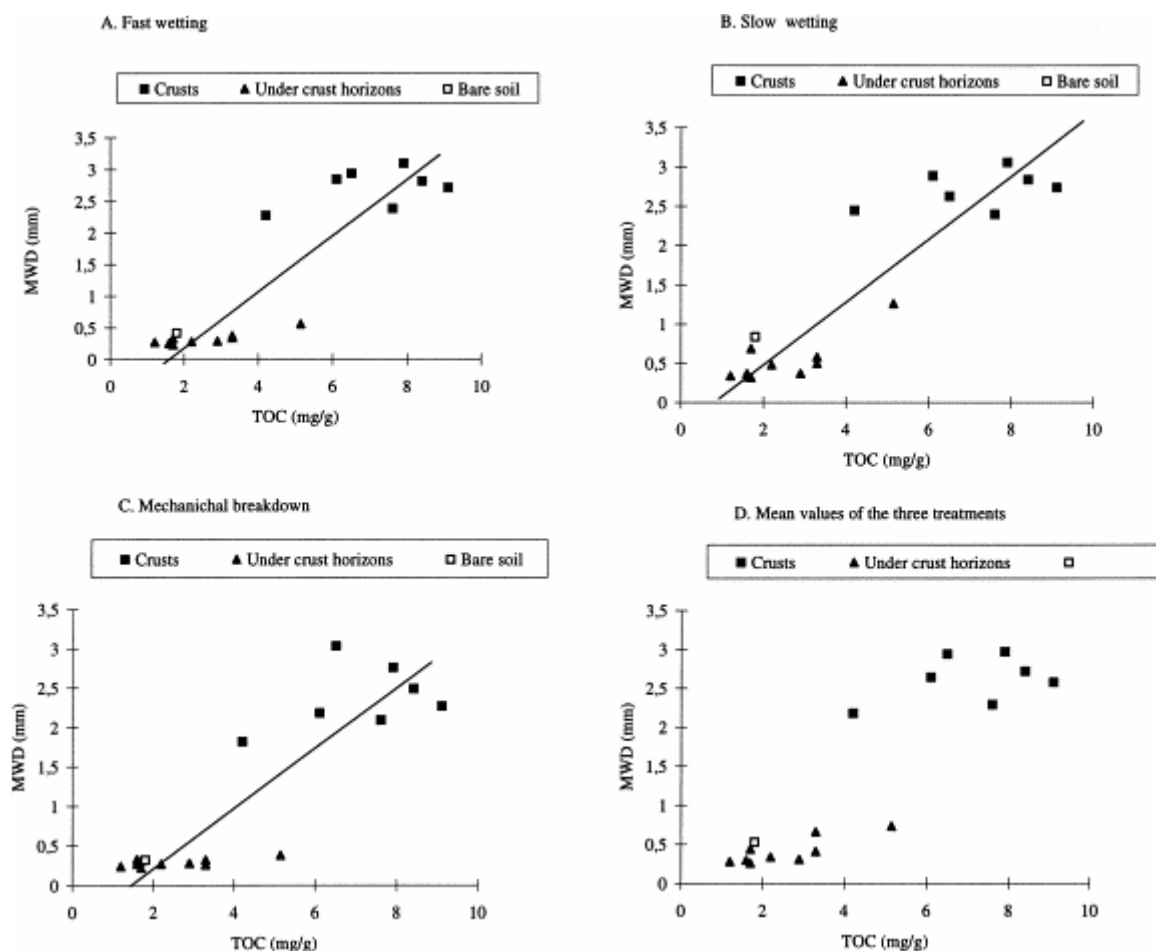 A. Fast wetting
Crusts Under crust horizons Bare soil
3,5
3
2,5
2
1,5
1
0,5
0
MWD (mm)
0 2 4 6 8 10
TOC (mg/g)
B. Slow wetting
Crusts Under crust horizons Bare soil
3,5
3
2,5
2
1,5
1
0,5
0
MWD (mm)
0 2 4 6 8 10
TOC (mg/g)
C. Mechanichal breakdown
Crusts Under crust horizons Bare soil
3,5
3
2,5
2
1,5
1
0,5
0
MWD (mm)
0 2 4 6 8 10
TOC (mg/g)
D. Mean values of the three treatments
Crusts Under crust horizons
3,5
3
2,5
2
1,5
1
0,5
0
MWD (mm)
0 2 4 6 8 10
TOC (mg/g)